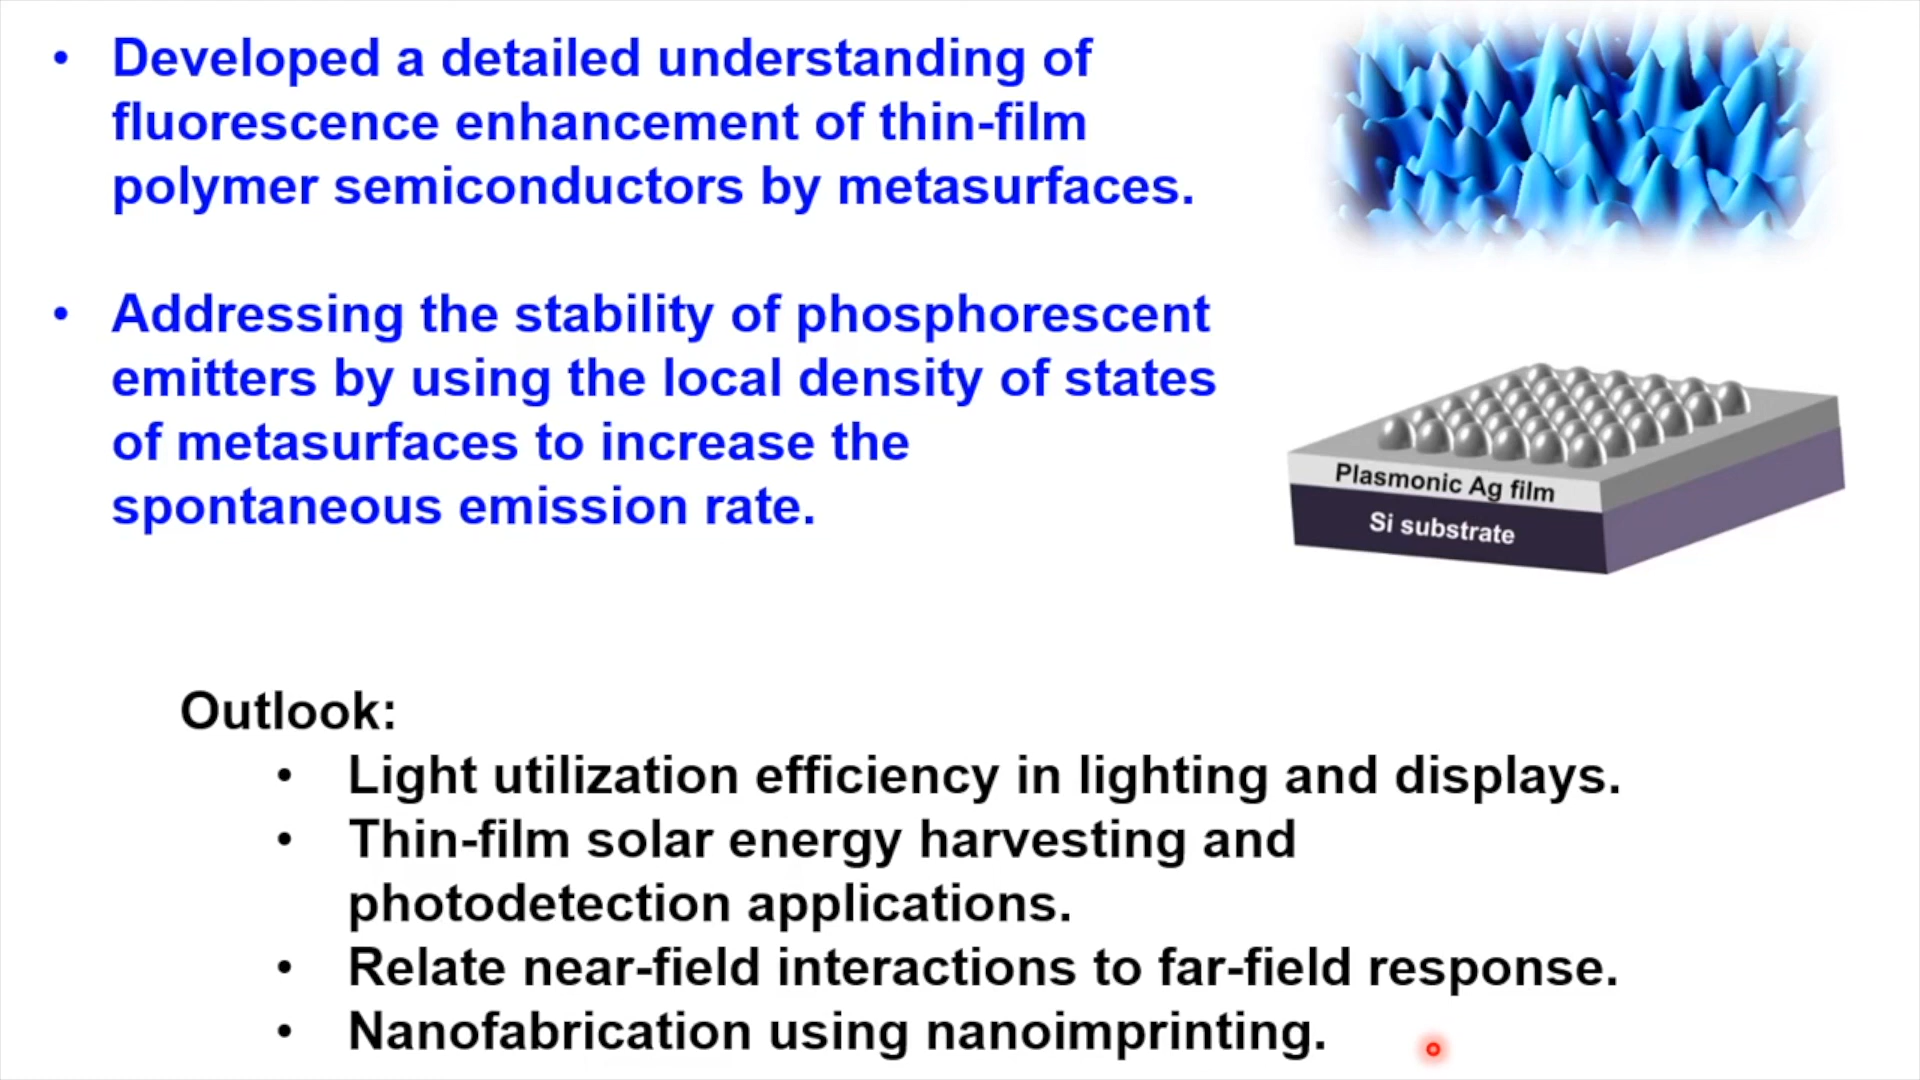 • Developed a detailed understanding of
fluorescence enhancement of thin-film
polymer semiconductors by metasurfaces.
• Addressing the stability of phosphorescent
emitters by using the local density of states
of metasurfaces to increase the
spontaneous emission rate.
Plasmonic Ag film
Si substrate
Outlook:
• Light utilization efficiency in lighting and displays.
• Thin-film solar energy harvesting and
photodetection applications.
• Relate near-field interactions to far-field response.
• Nanofabrication using nanoimprinting.